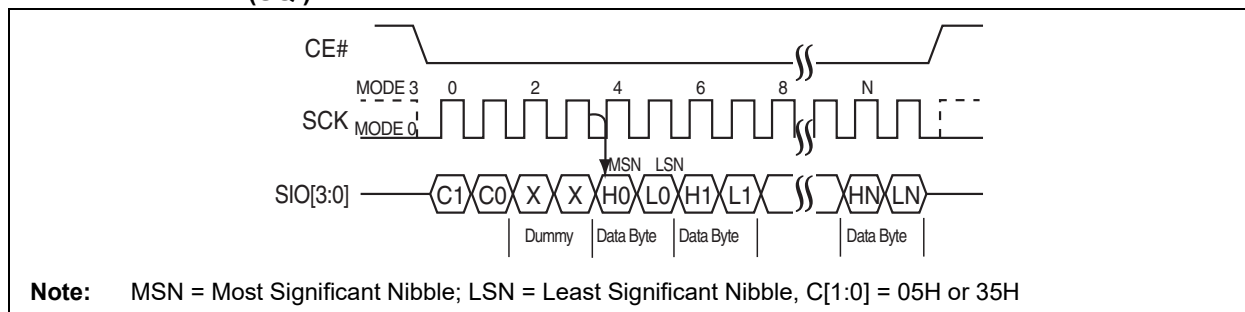 CE#
MODE 3 0 2 4 6 8 N
SCK
MODE 0
MSN LSN
SIO[3:0] C1 C0 X X H0 L0 H1 L1 HN LN
Dummy Data Byte Data Byte Data Byte
Note: MSN = Most Significant Nibble; LSN = Least Significant Nibble, C[1:0] = 05H or 35H